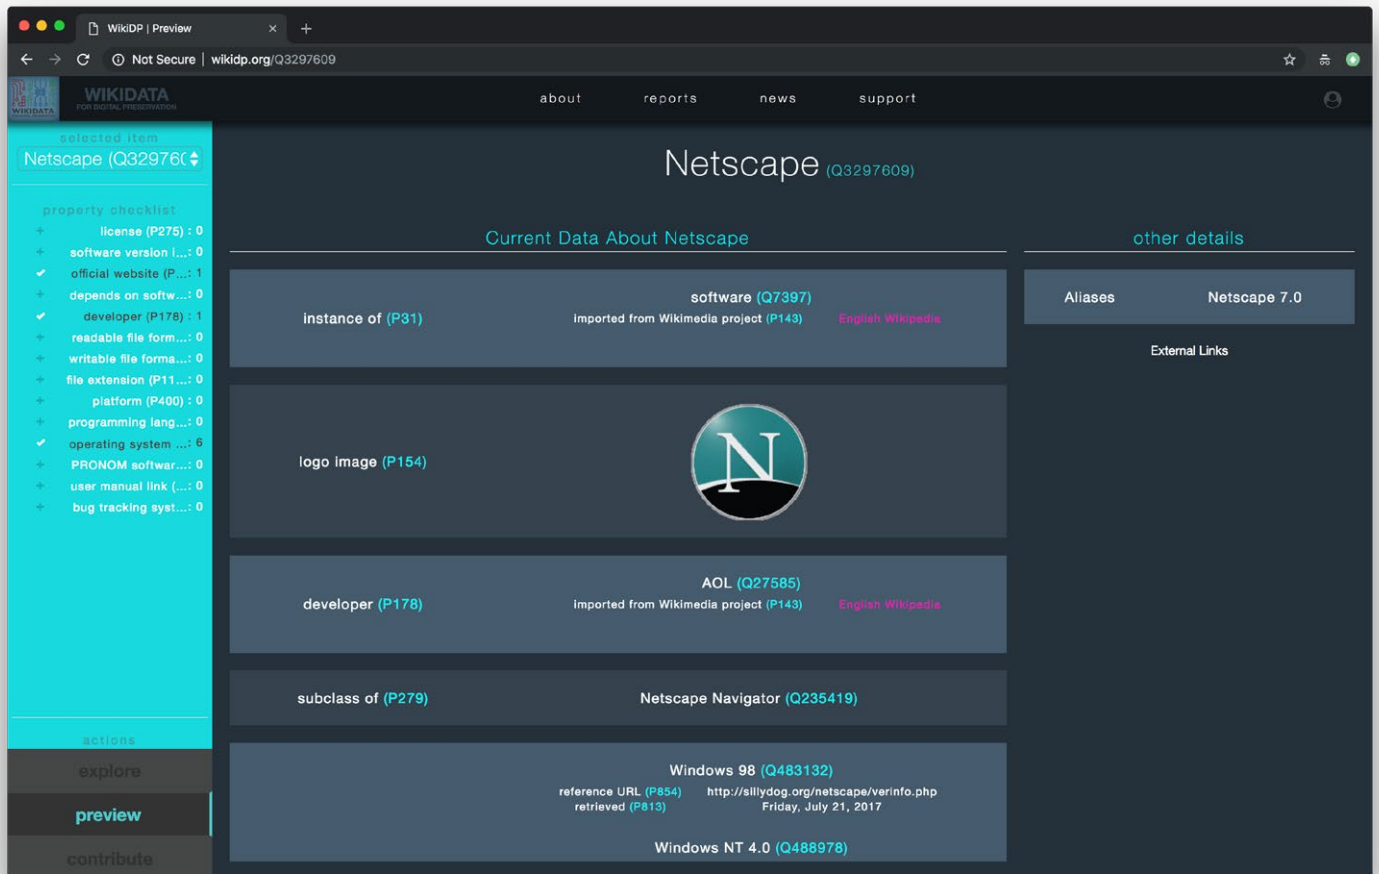 WikiDP | Preview
Not Secure | wikidp.org/Q3297609
WIKIDATA
WIKIDATA
FOR DIGITAL PRESERVATION
about reports news support
selected item
Netscape (Q329760
property checklist
license (P275) : 0
software version i...: 0
official website (P...: 1
depends on softw...: 0
developer (P178) : 1
readable file form...: 0
writable file forma...: 0
file extension (P11...: 0
platform (P400) : 0
programming lang...: 0
operating system ...: 6
PRONOM softwar...: 0
user manual link (...: 0
bug tracking syst...: 0
actions
explore
preview
contribute
Netscape (Q3297609)
Current Data About Netscape
instance of (P31)
software (Q7397)
imported from Wikimedia project (P143) English Wikipedia
logo image (P154)
N
developer (P178)
AOL (Q27585)
imported from Wikimedia project (P143) English Wikipedia
subclass of (P279) Netscape Navigator (Q235419)
Windows 98 (Q483132)
reference URL (P854) http://sillydog.org/netscape/verinfo.php
retrieved (P813) Friday, July 21, 2017
Windows NT 4.0 (Q488978)
other details
Aliases Netscape 7.0
External Links